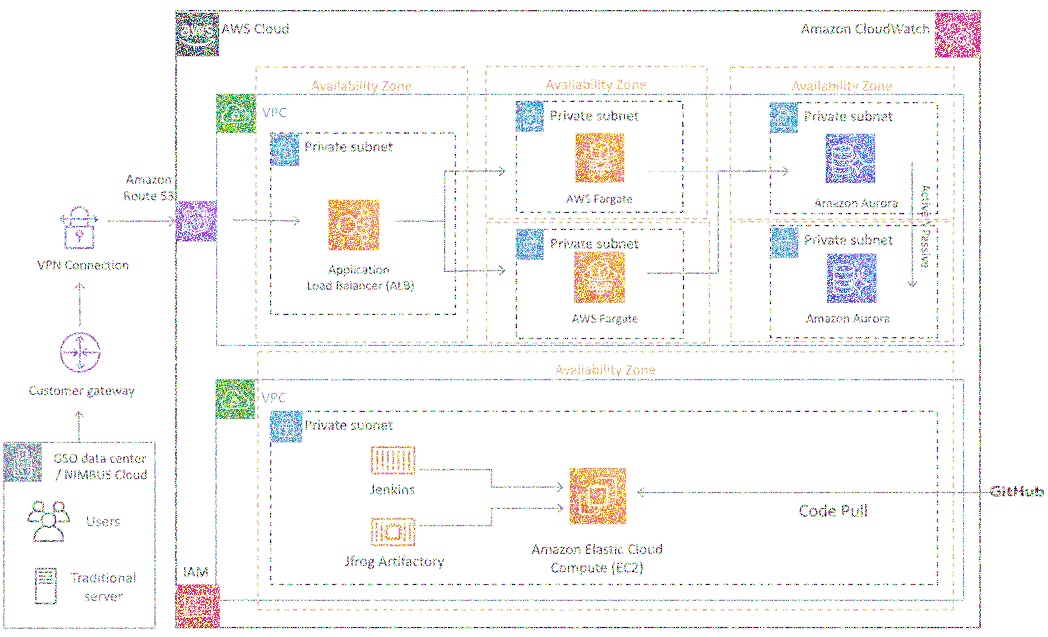 AWS Cloud
Amazon CloudWatch
Availability Zone
Availability Zone
Availability Zone
VPC
Private subnet
Private subnet
Private subnet
Amazon
Route 53
AWS Fargate
Amazon Aurora
Active - Passive
Private subnet
Private subnet
VPN Connection
Application
Load Balancer (ALB)
AWS Fargate
Amazon Aurora
Availability Zone
Customer gateway
VPC
Private subnet
GSO data center
/ NIMBUS Cloud
Jenkins
GitHub
Code Pull
Users
Jfrog Artifactory
Amazon Elastic Cloud
Compute (EC2)
IAM
Traditional
server